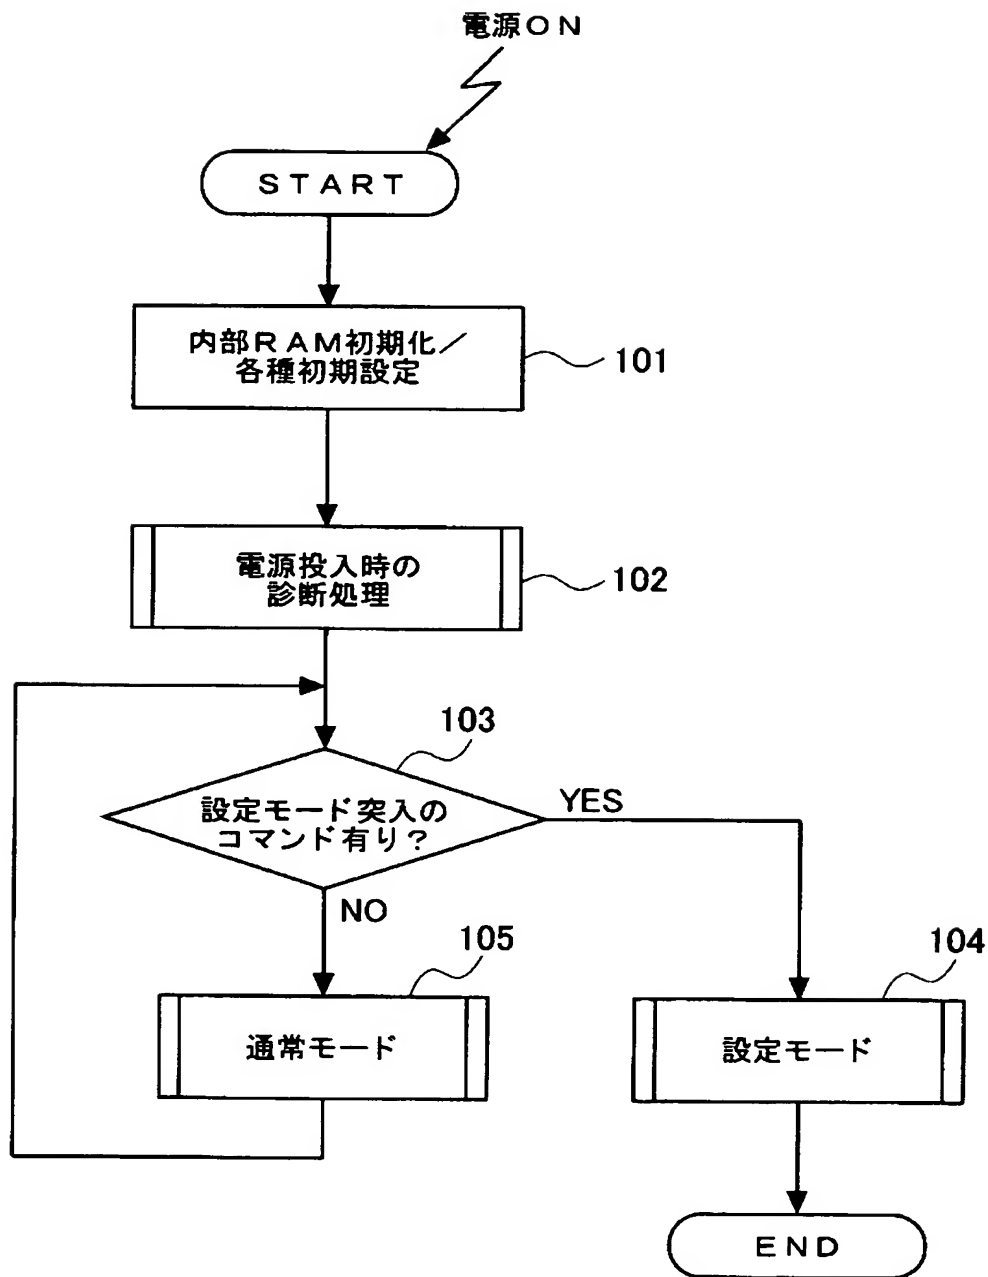 電源ON
START
内部RAM初期化／
各種初期設定
101
電源投入時の
診断処理
102
103
設定モード突入の
コマンド有り？
YES
NO
105
104
通常モード
設定モード
END